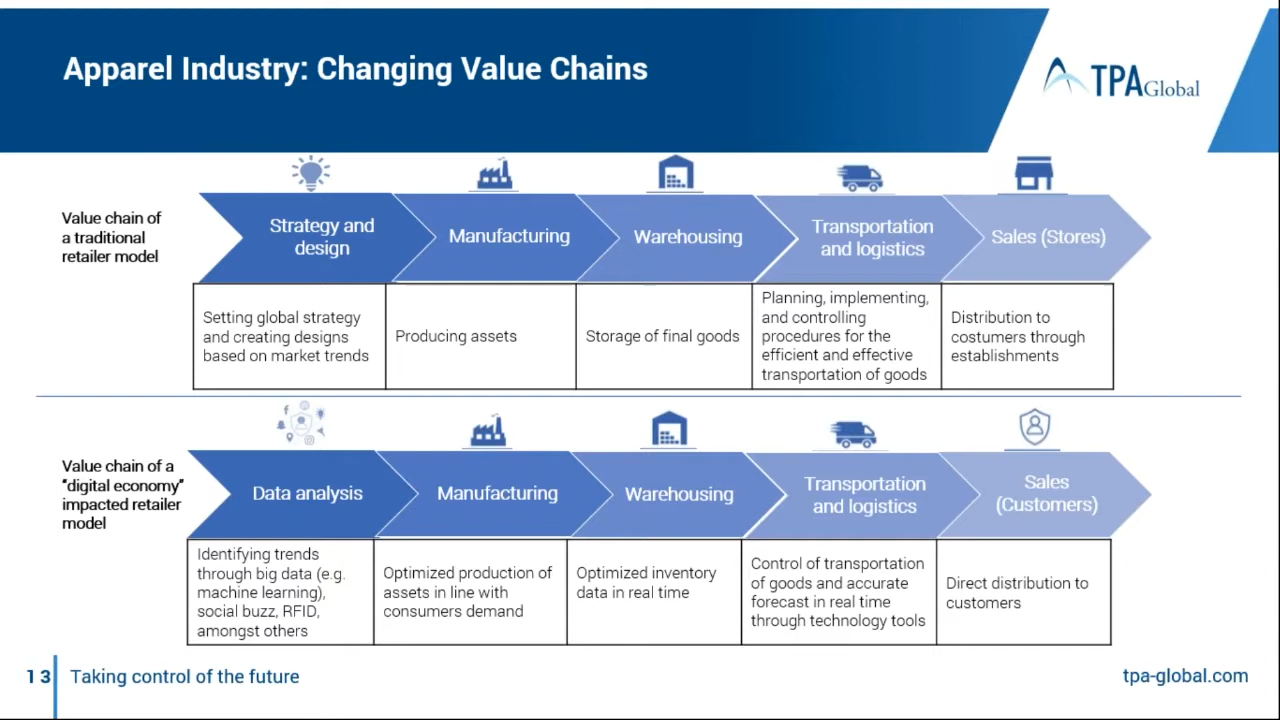 Apparel Industry: Changing Value Chains
TPAGlobal
Value chain of
a traditional
retailer model
Strategy and
design
Manufacturing
Warehousing
Transportation
and logistics
Sales (Stores)
Setting global strategy
and creating designs
based on market trends
Producing assets
Storage of final goods
Planning, implementing,
and controlling
procedures for the
efficient and effective
transportation of goods
Distribution to
costumers through
establishments
Value chain of a
“digital economy”
impacted retailer
model
Data analysis
Manufacturing
Warehousing
Transportation
and logistics
Sales
(Customers)
Identifying trends
through big data (e.g.
machine learning),
social buzz, RFID,
amongst others
Optimized production of
assets in line with
consumers demand
Optimized inventory
data in real time
Control of transportation
of goods and accurate
forecast in real time
through technology tools
Direct distribution to
customers
13
Taking control of the future
tpa-global.com